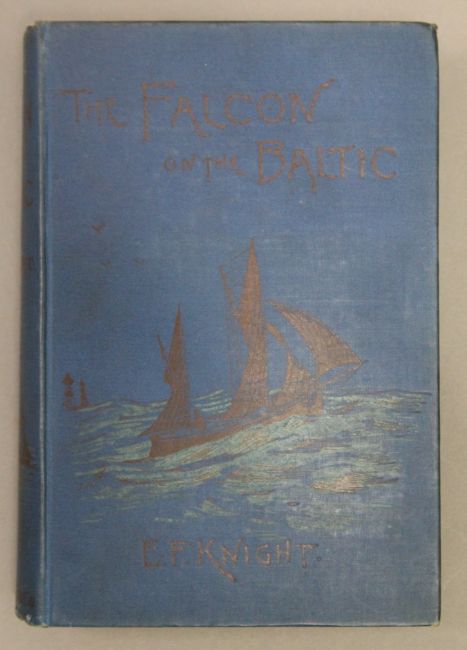 THE FALCON
ON THE BALTIC
E. F. KNIGHT.